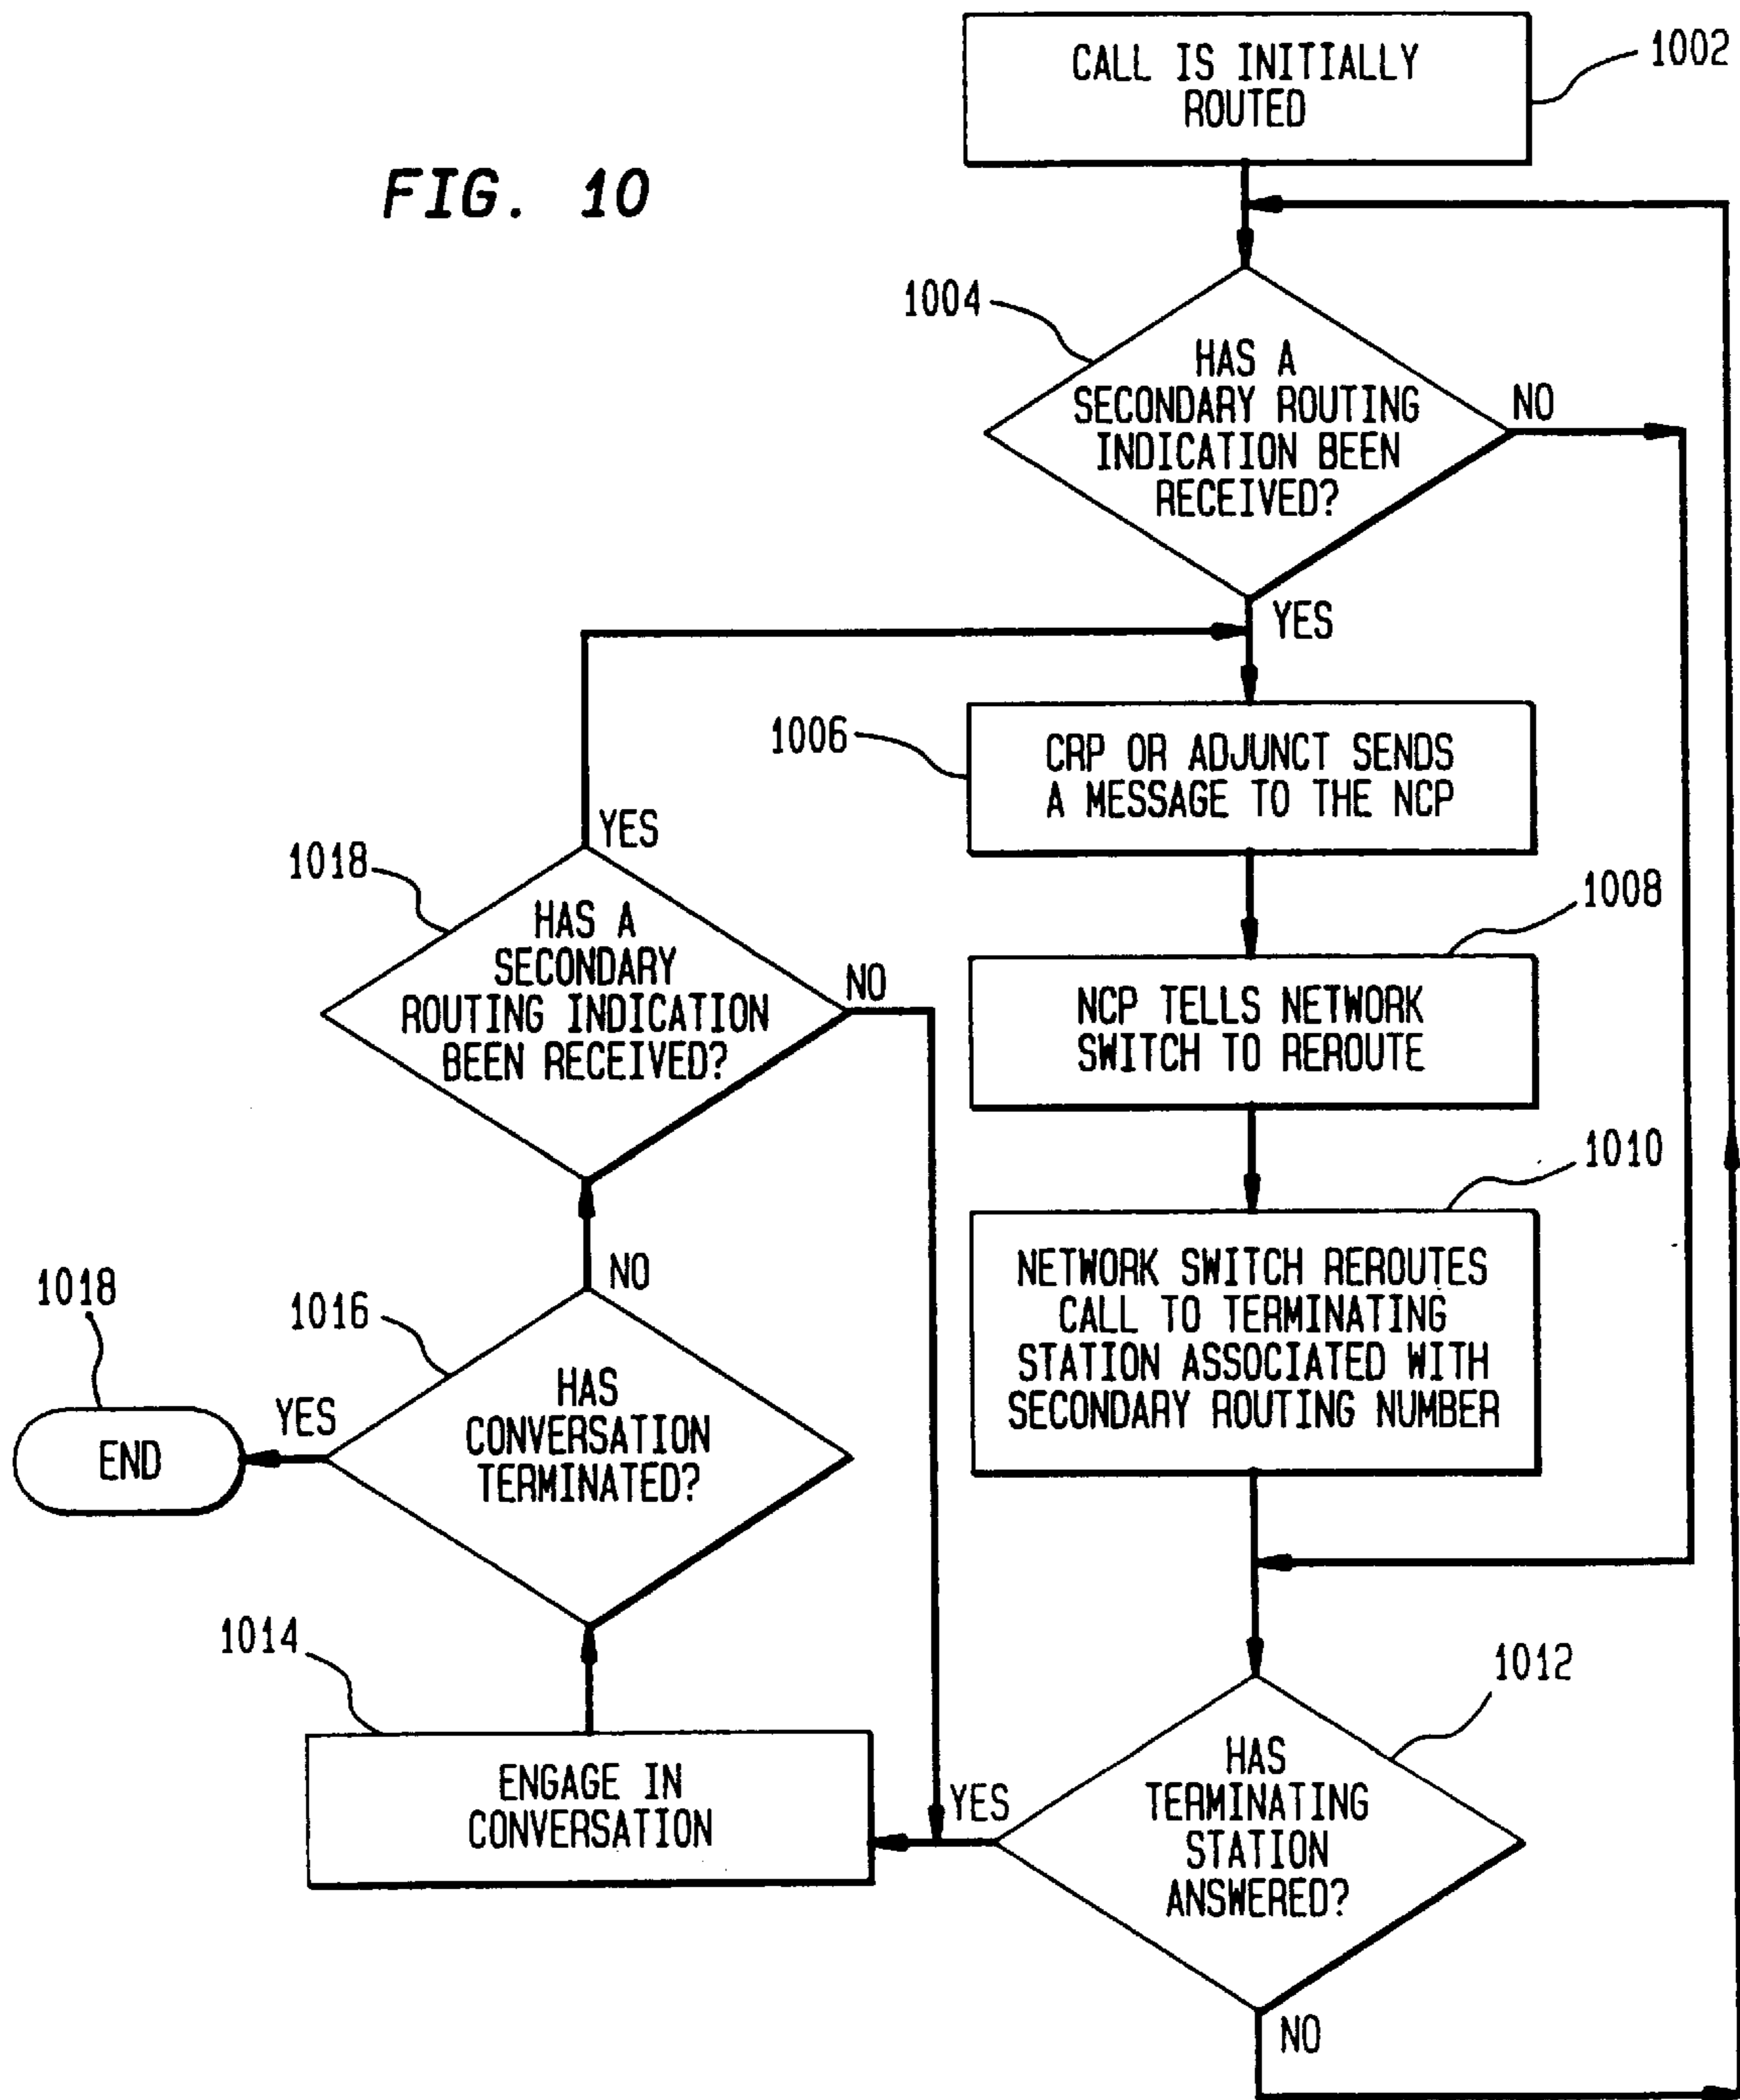 FIG. 10
CALL IS INITIALLY
ROUTED
1002
1004
HAS A
SECONDARY ROUTING
INDICATION BEEN
RECEIVED?
NO
YES
1006
CRP OR ADJUNCT SENDS
A MESSAGE TO THE NCP
1008
NCP TELLS NETWORK
SWITCH TO REROUTE
1010
NETWORK SWITCH REROUTES
CALL TO TERMINATING
STATION ASSOCIATED WITH
SECONDARY ROUTING NUMBER
1012
HAS
TERMINATING
STATION
ANSWERED?
NO
YES
1014
ENGAGE IN
CONVERSATION
1016
HAS
CONVERSATION
TERMINATED?
YES
1018
END
NO
1018
HAS A
SECONDARY
ROUTING INDICATION
BEEN RECEIVED?
YES
NO